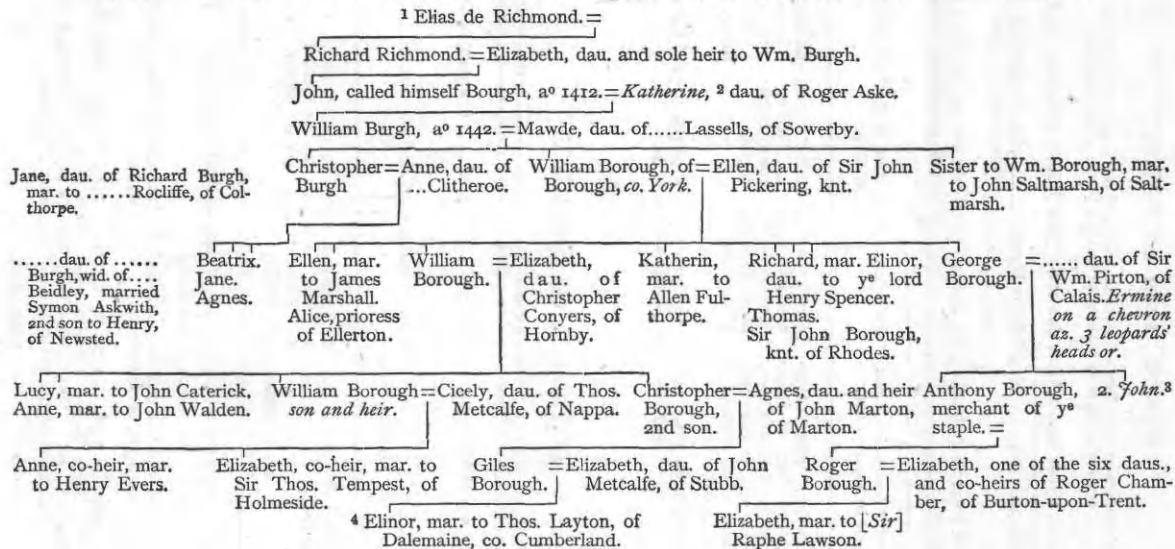 ¹ Elias de Richmond. =
Richard Richmond. = Elizabeth, dau. and sole heir to Wm. Burgh.
John, called himself Bourgh, aº 1412. = Katherine, ² dau. of Roger Aske.
William Burgh, aº 1442. = Mawde, dau. of......Lassells, of Sowerby.
Jane, dau. of Richard Burgh,
mar. to ......Rocliffe, of Col-
thorpe.
Christopher =
Burgh
Anne, dau. of
...Clitheroe.
William Borough, of =
Borough, co. York.
Ellen, dau. of Sir John
Pickering, knt.
Sister to Wm. Borough, mar.
to John Saltmarsh, of Salt-
marsh.
......dau. of ......
Burgh, wid. of....
Beidley, married
Symon Askwith,
2nd son to Henry,
of Newsted.
Beatrix.
Jane.
Agnes.
Ellen, mar.
to James
Marshall.
Alice, prioress
of Ellerton.
William =
Borough.
Elizabeth,
dau. of
Christopher
Conyers, of
Hornby.
Katherin,
mar. to
Allen Ful-
thorpe.
Richard, mar. Elinor,
dau. to yᵉ lord
Henry Spencer.
Thomas.
Sir John Borough,
knt. of Rhodes.
George =
Borough.
...... dau. of Sir
Wm. Pirton, of
Calais. Ermine
on a chevron
az. 3 leopards'
heads or.
Lucy, mar. to John Caterick.
Anne, mar. to John Walden.
William Borough =
son and heir.
Cicely, dau. of Thos.
Metcalfe, of Nappa.
Christopher =
Borough,
2nd son.
Agnes, dau. and heir
of John Marton,
of Marton.
Anthony Borough,
merchant of yᵉ
staple. =
2. John.³
Anne, co-heir, mar.
to Henry Evers.
Elizabeth, co-heir, mar. to
Sir Thos. Tempest, of
Holmeside.
Giles =
Borough.
Elizabeth, dau. of John
Metcalfe, of Stubb.
Roger =
Borough.
Elizabeth, one of the six daus.,
and co-heirs of Roger Cham-
ber, of Burton-upon-Trent.
⁴ Elinor, mar. to Thos. Layton, of
Dalemaine, co. Cumberland.
Elizabeth, mar. to [Sir]
Raphe Lawson.